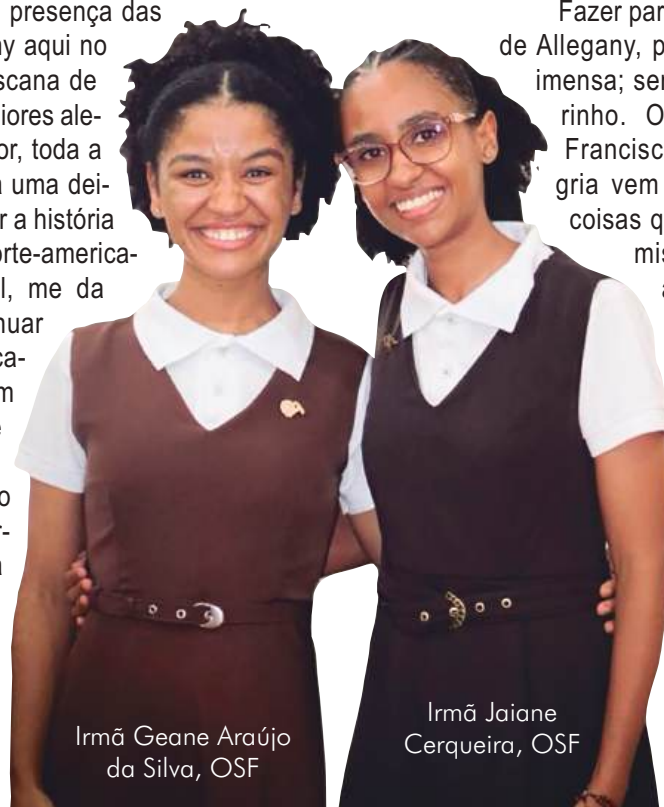 presença das
y aqui no
scana de
iores ale-
or, toda a
a uma dei-
r a história
orte-america-
l, me da
nuar
ca-
m
e
o
r-
a
Fazer par
de Allegany, p
imensa; ser
rinho. O
Francisc
gria vem
coisas q
mis
a
Irmã Geane Araújo
da Silva, OSF
Irmã Jaiane
Cerqueira, OSF